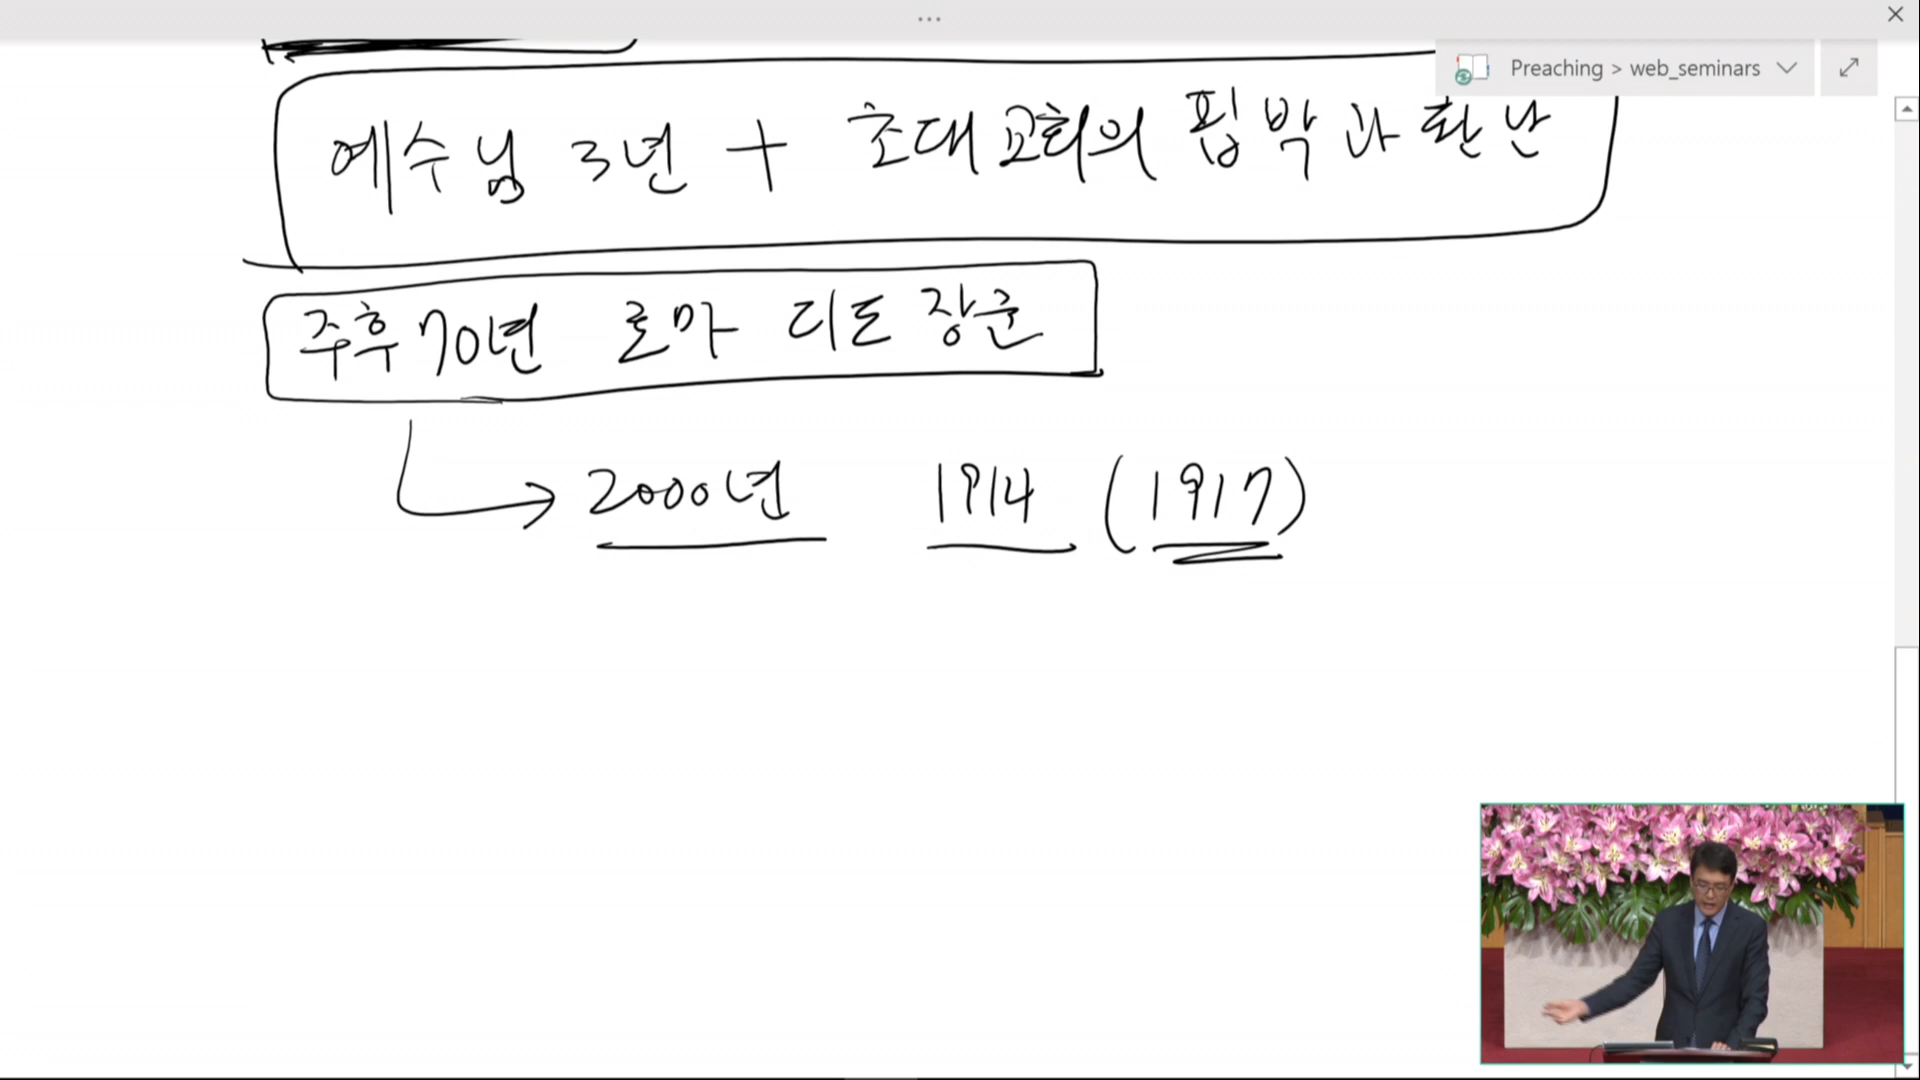 Preaching > web_seminars
예수님 3년 + 초대교회의 핍박과 환난
주후 70년 로마 디도 장군
2000년 1914 (1917)